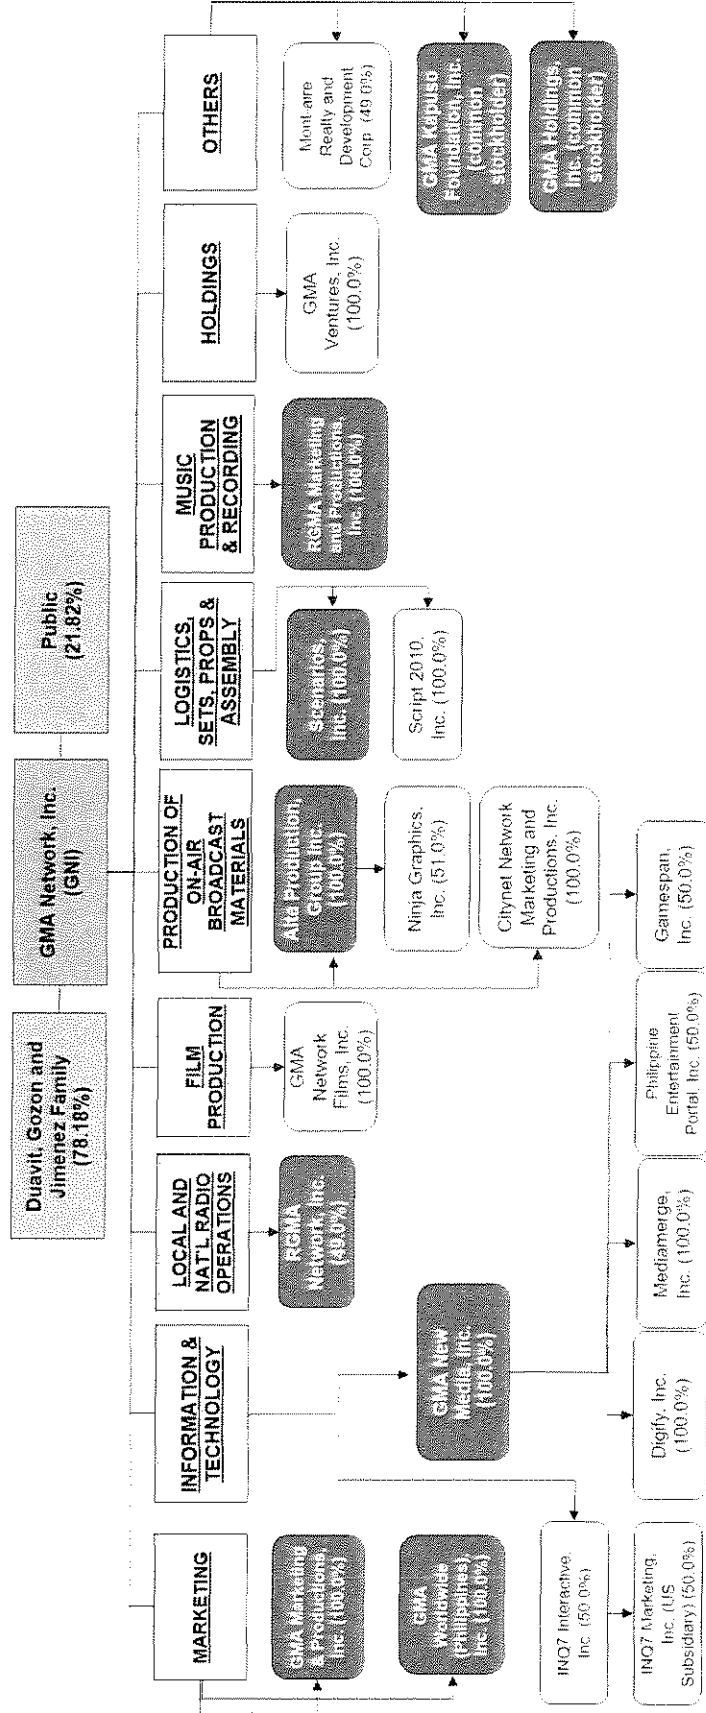 Duavit, Gozon and
Jimenez Family
(78.18%)
GMA Network, Inc.
(GNI)
Public
(21.82%)
MARKETING
INFORMATION &
TECHNOLOGY
LOCAL AND
NAT'L RADIO
OPERATIONS
FILM
PRODUCTION
PRODUCTION OF
ON-AIR
BROADCAST
MATERIALS
LOGISTICS,
SETS, PROPS &
ASSEMBLY
MUSIC
PRODUCTION
& RECORDING
HOLDINGS
OTHERS
GMA Marketing
& Productions,
Inc. (100.0%)
GMA
Worldwide
(Philippines),
Inc. (100.0%)
INQ7 Interactive,
Inc. (50.0%)
INQ7 Marketing,
Inc. (US
Subsidiary) (50.0%)
GMA New
Media, Inc.
(100.0%)
Digify, Inc.
(100.0%)
Mediamerge,
Inc. (100.0%)
Philippine
Entertainment
Portal, Inc. (50.0%)
Gamespan,
Inc. (50.0%)
RGMA
Network, Inc.
(49.0%)
GMA
Network
Films, Inc.
(100.0%)
Alta Production
Group Inc.
(100.0%)
Ninja Graphics,
Inc. (51.0%)
Citynet Network
Marketing and
Productions, Inc.
(100.0%)
Scenarios,
Inc. (100.0%)
Script 2010,
Inc. (100.0%)
RGMA Marketing
and Productions,
Inc. (100.0%)
GMA
Ventures, Inc.
(100.0%)
Mont-aire
Realty and
Development
Corp. (49.0%)
GMA Kapuso
Foundation, Inc.
(common
stockholder)
GMA Holdings,
Inc. (common
stockholder)